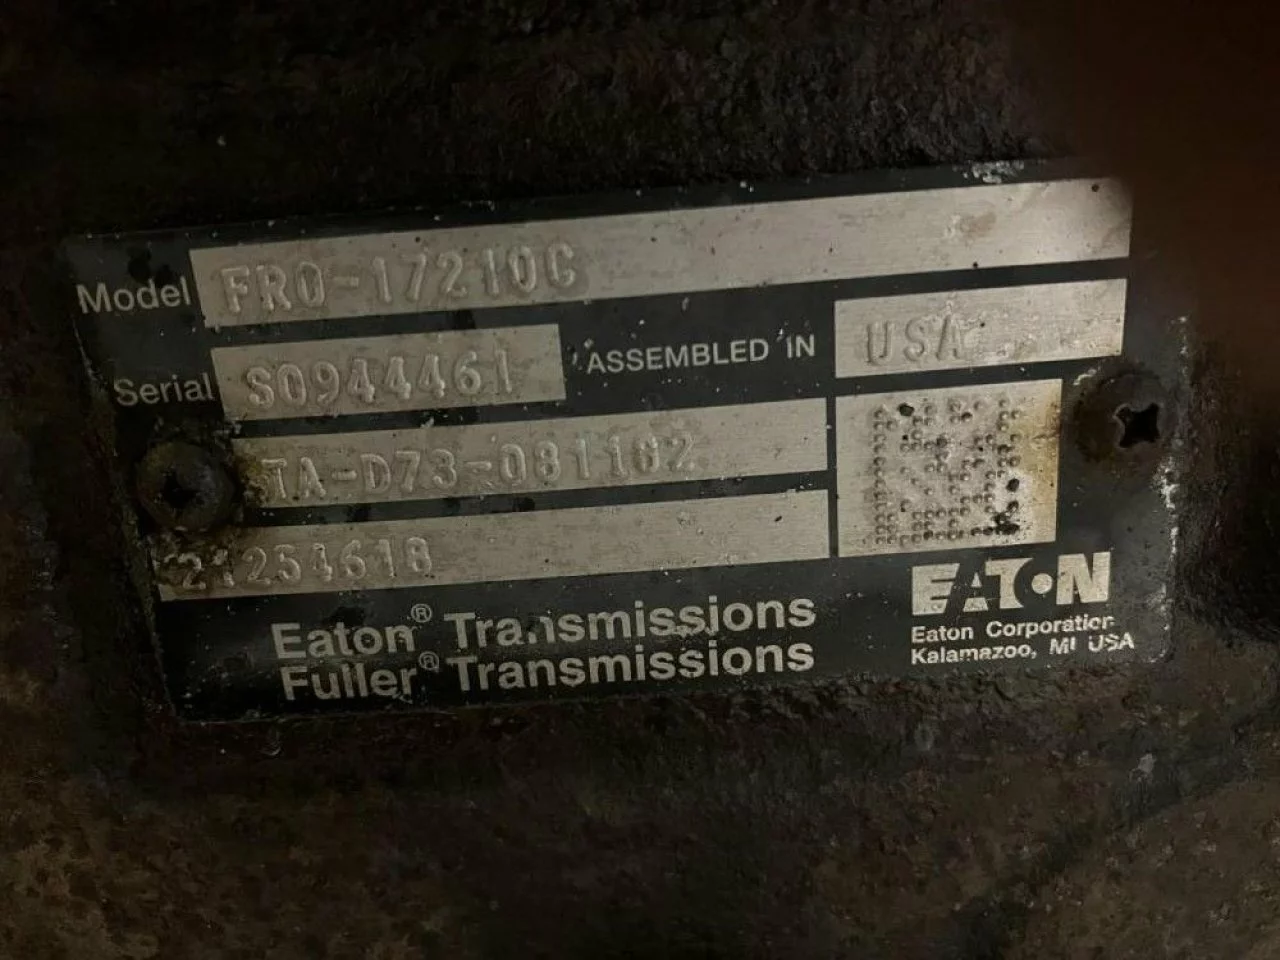 Model FRO-17210C
Serial S0944461 ASSEMBLED IN USA
TA-D73-081102
21254618
Eaton® Transmissions
Fuller® Transmissions
EATON
Eaton Corporation
Kalamazoo, MI USA